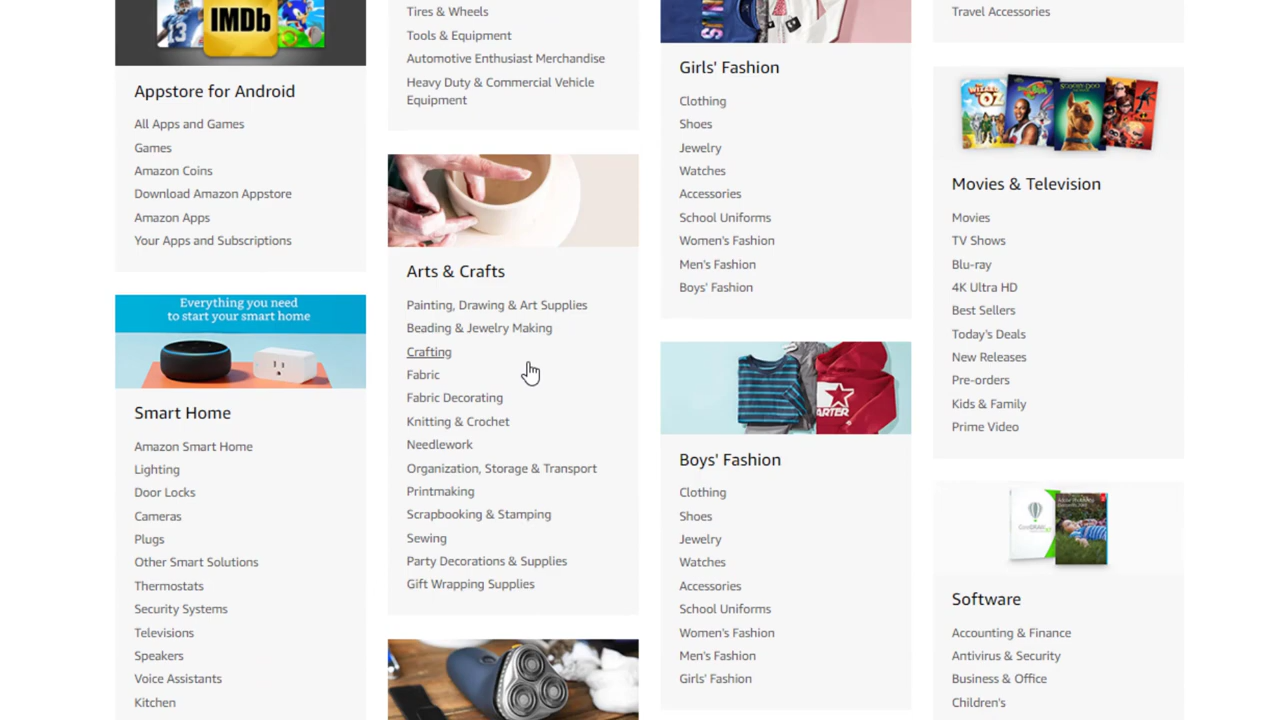 IMDb
Appstore for Android
All Apps and Games
Games
Amazon Coins
Download Amazon Appstore
Amazon Apps
Your Apps and Subscriptions
Everything you need
to start your smart home
Smart Home
Amazon Smart Home
Lighting
Door Locks
Cameras
Plugs
Other Smart Solutions
Thermostats
Security Systems
Televisions
Speakers
Voice Assistants
Kitchen
Tires & Wheels
Tools & Equipment
Automotive Enthusiast Merchandise
Heavy Duty & Commercial Vehicle
Equipment
Arts & Crafts
Painting, Drawing & Art Supplies
Beading & Jewelry Making
Crafting
Fabric
Fabric Decorating
Knitting & Crochet
Needlework
Organization, Storage & Transport
Printmaking
Scrapbooking & Stamping
Sewing
Party Decorations & Supplies
Gift Wrapping Supplies
Girls' Fashion
Clothing
Shoes
Jewelry
Watches
Accessories
School Uniforms
Women's Fashion
Men's Fashion
Boys' Fashion
Boys' Fashion
Clothing
Shoes
Jewelry
Watches
Accessories
School Uniforms
Women's Fashion
Men's Fashion
Girls' Fashion
Travel Accessories
Movies & Television
Movies
TV Shows
Blu-ray
4K Ultra HD
Best Sellers
Today's Deals
New Releases
Pre-orders
Kids & Family
Prime Video
Software
Accounting & Finance
Antivirus & Security
Business & Office
Children's